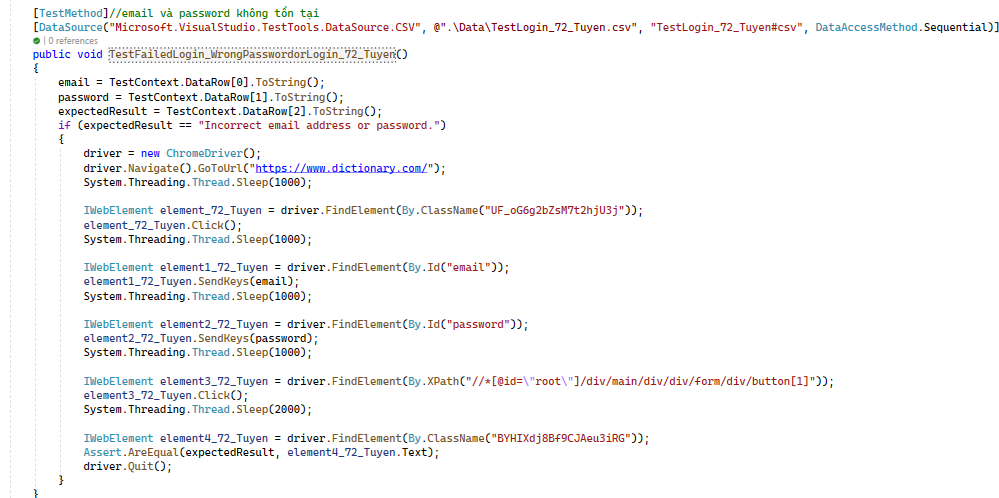 [TestMethod]//email và password không tồn tại
[DataSource("Microsoft.VisualStudio.TestTools.DataSource.CSV", @".\Data\TestLogin_72_Tuyen.csv", "TestLogin_72_Tuyen#csv", DataAccessMethod.Sequential)]
| 0 references
public void TestFailedLogin_WrongPasswordorLogin_72_Tuyen()
{
email = TestContext.DataRow[0].ToString();
password = TestContext.DataRow[1].ToString();
expectedResult = TestContext.DataRow[2].ToString();
if (expectedResult == "Incorrect email address or password.")
{
driver = new ChromeDriver();
driver.Navigate().GoToUrl("https://www.dictionary.com/");
System.Threading.Thread.Sleep(1000);
IWebElement element_72_Tuyen = driver.FindElement(By.ClassName("UF_oG6g2bZsM7t2hjU3j"));
element_72_Tuyen.Click();
System.Threading.Thread.Sleep(1000);
IWebElement element1_72_Tuyen = driver.FindElement(By.Id("email"));
element1_72_Tuyen.SendKeys(email);
System.Threading.Thread.Sleep(1000);
IWebElement element2_72_Tuyen = driver.FindElement(By.Id("password"));
element2_72_Tuyen.SendKeys(password);
System.Threading.Thread.Sleep(1000);
IWebElement element3_72_Tuyen = driver.FindElement(By.XPath("//*[@id=\"root\"]/div/main/div/div/form/div/button[1]"));
element3_72_Tuyen.Click();
System.Threading.Thread.Sleep(2000);
IWebElement element4_72_Tuyen = driver.FindElement(By.ClassName("BYHIXdj8Bf9CJAeu3iRG"));
Assert.AreEqual(expectedResult, element4_72_Tuyen.Text);
driver.Quit();
}
}